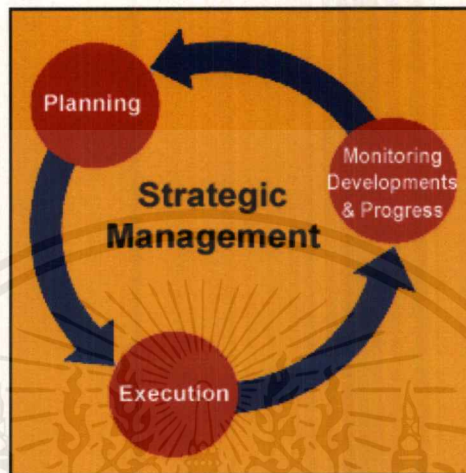 Planning
Monitoring
Developments
& Progress
Strategic
Management
Execution